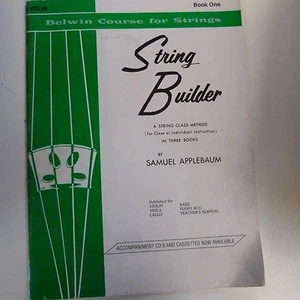 VIOLIN
Book One
Belwin Course for Strings
String
Builder
A STRING CLASS METHOD
(for Class or Individual Instruction)
IN THREE BOOKS
BY
SAMUEL APPLEBAUM
Published for:
VIOLIN
VIOLA
CELLO
BASS
PIANO ACC.
TEACHER'S MANUAL
ACCOMPANIMENT CD'S AND CASSETTES NOW AVAILABLE